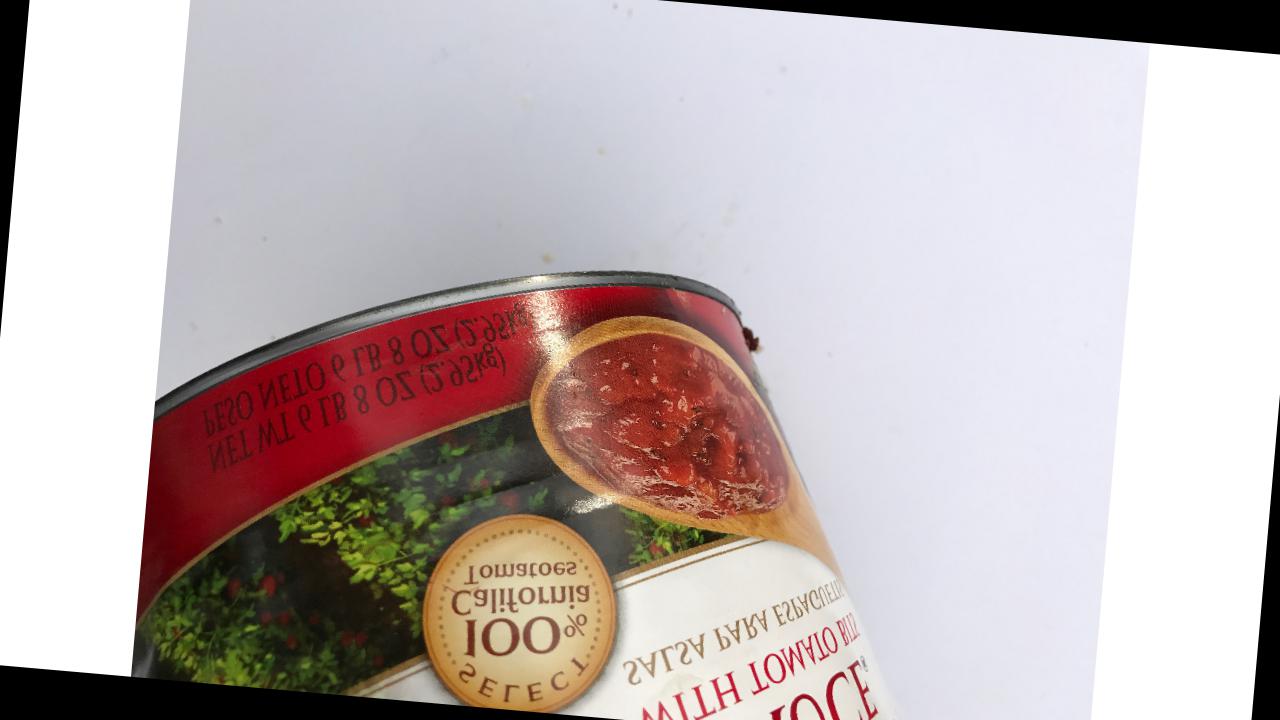 WITH TOMATO BITS
SALSA PARA
SELECT
100%
California
Tomatoes
NET WT 6 LB 8 OZ (2.95kg)
PESO NETO 6 LB 8 OZ (2.95kg)